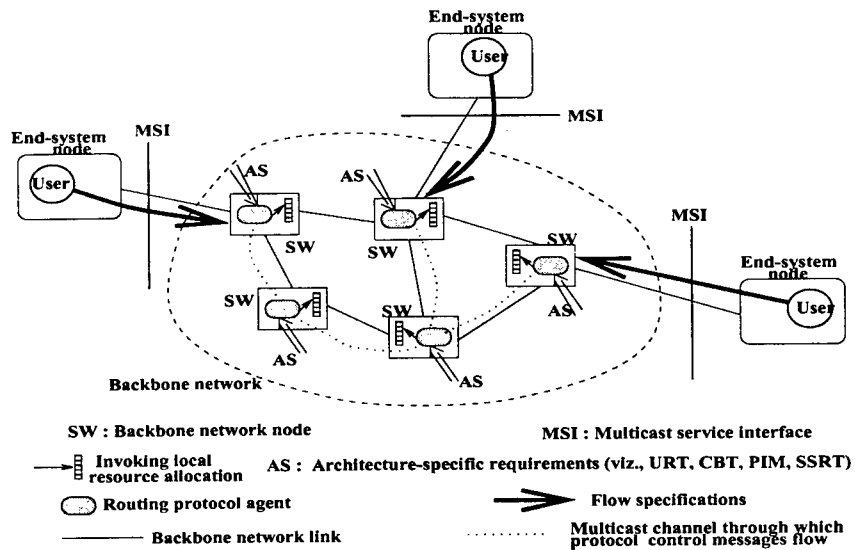 End-system
node
User
MSI
MSI
End-system
node
User
AS
AS
MSI
SW
SW
SW
End-system
node
User
SW
SW
AS
AS
AS
Backbone network
SW : Backbone network node
MSI : Multicast service interface
Invoking local
resource allocation
AS : Architecture-specific requirements (viz., URT, CBT, PIM, SSRT)
Routing protocol agent
Flow specifications
Backbone network link
Multicast channel through which
protocol control messages flow